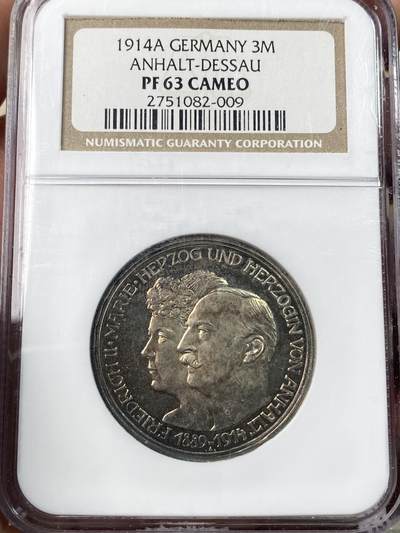 1914A GERMANY 3M
ANHALT-DESSAU
PF 63 CAMEO
2751082-009
NUMISMATIC GUARANTY CORPORATION
FRIEDRICH II · MARIE · HERZOG UND HERZOGIN VON ANHALT
1889-1914
A